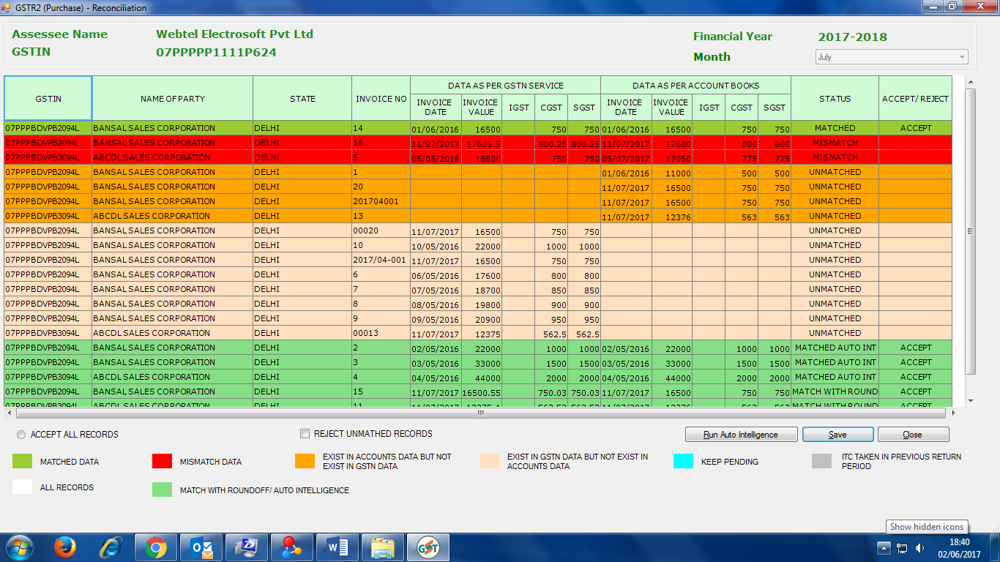 GSTR2 (Purchase) - Reconciliation
Assessee Name Webtel Electrosoft Pvt Ltd Financial Year 2017-2018
GSTIN 07PPPPP1111P624 Month July
GSTIN NAME OF PARTY STATE INVOICE NO DATA AS PER GSTN SERVICE DATA AS PER ACCOUNT BOOKS STATUS ACCEPT/ REJECT
INVOICE DATE INVOICE VALUE IGST CGST SGST INVOICE DATE INVOICE VALUE IGST CGST SGST
07PPPBDVPB2094L BANSAL SALES CORPORATION DELHI 14 01/06/2016 16500 750 750 01/06/2016 16500 750 750 MATCHED ACCEPT
07PPPBDVPB2094L BANSAL SALES CORPORATION DELHI 16 11/07/2017 17605.5 800.25 800.25 11/07/2017 17600 800 800 MISMATCH
07PPPBDVPB3094L ABCDL SALES CORPORATION DELHI 5 05/05/2016 16500 750 750 05/07/2017 17050 775 775 MISMATCH
07PPPBDVPB2094L BANSAL SALES CORPORATION DELHI 1 01/06/2016 11000 500 500 UNMATCHED
07PPPBDVPB2094L BANSAL SALES CORPORATION DELHI 20 11/07/2017 16500 750 750 UNMATCHED
07PPPBDVPB2094L BANSAL SALES CORPORATION DELHI 201704001 11/07/2017 16500 750 750 UNMATCHED
07PPPBDVPB3094L ABCDL SALES CORPORATION DELHI 13 11/07/2017 12376 563 563 UNMATCHED
07PPPBDVPB2094L BANSAL SALES CORPORATION DELHI 00020 11/07/2017 16500 750 750 UNMATCHED
07PPPBDVPB2094L BANSAL SALES CORPORATION DELHI 10 10/05/2016 22000 1000 1000 UNMATCHED
07PPPBDVPB2094L BANSAL SALES CORPORATION DELHI 2017/04-001 11/07/2017 16500 750 750 UNMATCHED
07PPPBDVPB2094L BANSAL SALES CORPORATION DELHI 6 06/05/2016 17600 800 800 UNMATCHED
07PPPBDVPB2094L BANSAL SALES CORPORATION DELHI 7 07/05/2016 18700 850 850 UNMATCHED
07PPPBDVPB2094L BANSAL SALES CORPORATION DELHI 8 08/05/2016 19800 900 900 UNMATCHED
07PPPBDVPB2094L BANSAL SALES CORPORATION DELHI 9 09/05/2016 20900 950 950 UNMATCHED
07PPPBDVPB3094L ABCDL SALES CORPORATION DELHI 00013 11/07/2017 12375 562.5 562.5 UNMATCHED
07PPPBDVPB2094L BANSAL SALES CORPORATION DELHI 2 02/05/2016 22000 1000 1000 02/05/2016 22000 1000 1000 MATCHED AUTO INT ACCEPT
07PPPBDVPB2094L BANSAL SALES CORPORATION DELHI 3 03/05/2016 33000 1500 1500 03/05/2016 33000 1500 1500 MATCHED AUTO INT ACCEPT
07PPPBDVPB3094L ABCDL SALES CORPORATION DELHI 4 04/05/2016 44000 2000 2000 04/05/2016 44000 2000 2000 MATCHED AUTO INT ACCEPT
07PPPBDVPB2094L BANSAL SALES CORPORATION DELHI 15 11/07/2017 16500.55 750.03 750.03 11/07/2017 16500 750 750 MATCH WITH ROUND ACCEPT
07PPPBDVPB3094L ABCDL SALES CORPORATION DELHI 11 11/07/2017 11/07/2017 12376 563 563 MATCH WITH ROUND ACCEPT
ACCEPT ALL RECORDS REJECT UNMATHED RECORDS Run Auto Intelligence Save Close
MATCHED DATA MISMATCH DATA EXIST IN ACCOUNTS DATA BUT NOT EXIST IN GSTN DATA EXIST IN GSTN DATA BUT NOT EXIST IN ACCOUNTS DATA KEEP PENDING ITC TAKEN IN PREVIOUS RETURN PERIOD
ALL RECORDS MATCH WITH ROUNDOFF/ AUTO INTELLIGENCE
Show hidden icons
18:40
02/06/2017